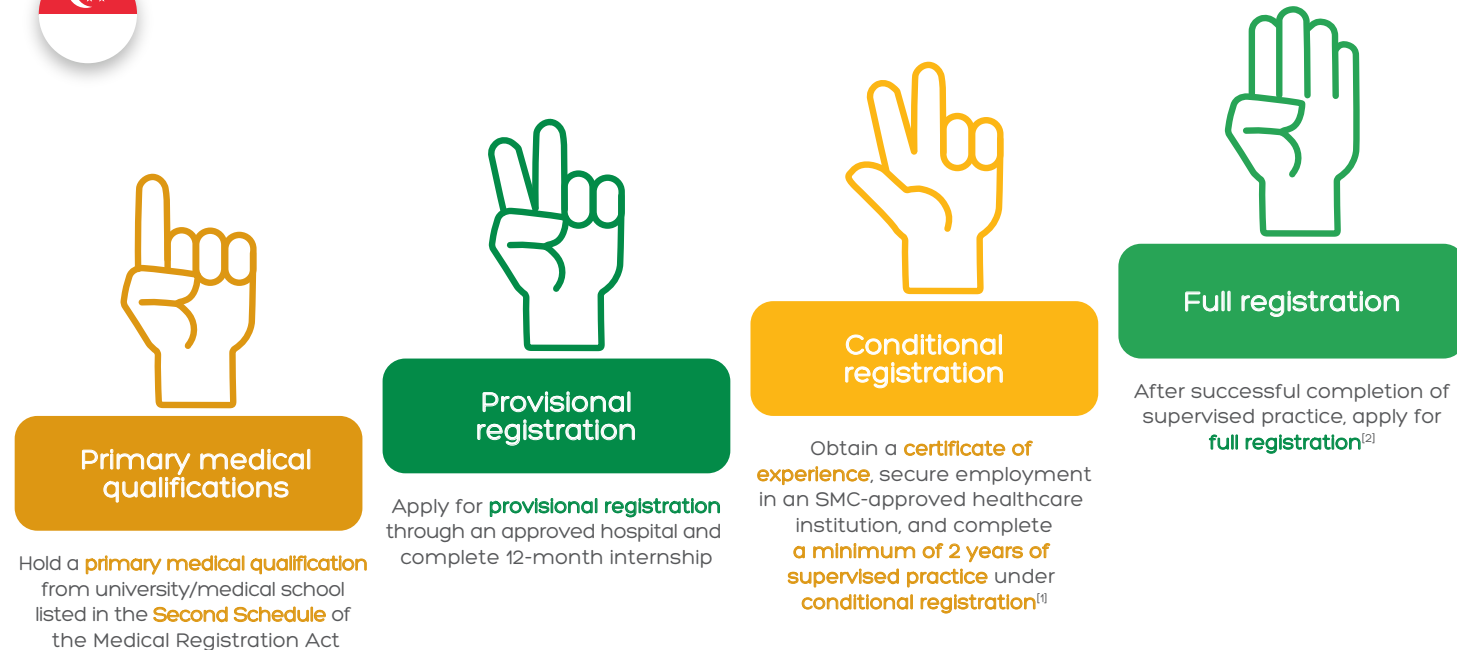 Primary medical
qualifications
Hold a primary medical qualification
from university/medical school
listed in the Second Schedule of
the Medical Registration Act
Provisional
registration
Apply for provisional registration
through an approved hospital and
complete 12-month internship
Conditional
registration
Obtain a certificate of
experience, secure employment
in an SMC-approved healthcare
institution, and complete
a minimum of 2 years of
supervised practice under
conditional registration[1]
Full registration
After successful completion of
supervised practice, apply for
full registration[2]